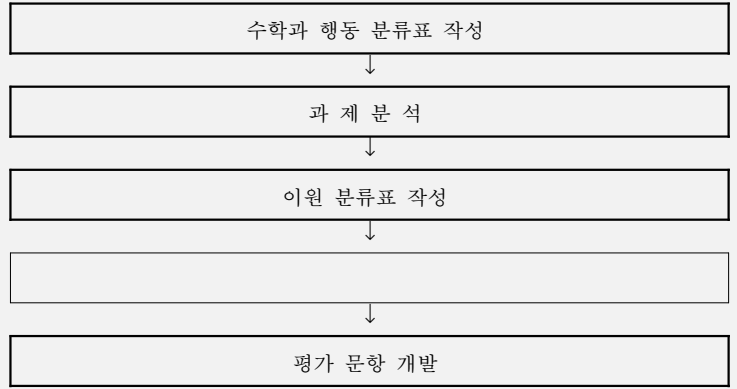 수학과 행동 분류표 작성
↓
과 제 분 석
↓
이원 분류표 작성
↓
↓
평가 문항 개발